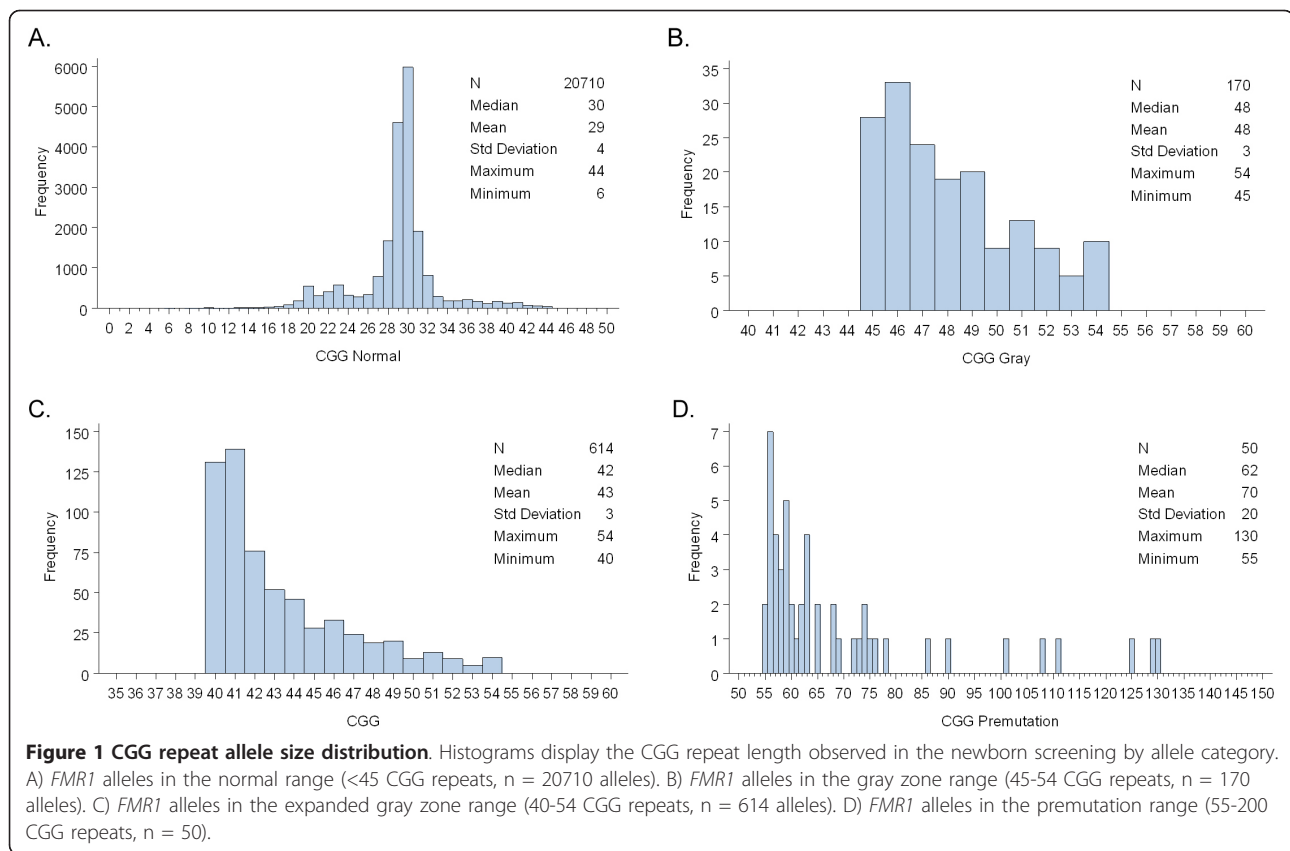 A.
6000
5000
4000
3000
2000
1000
0
Frequency
N 20710
Median 30
Mean 29
Std Deviation 4
Maximum 44
Minimum 6
0 2 4 6 8 10 12 14 16 18 20 22 24 26 28 30 32 34 36 38 40 42 44 46 48 50
CGG Normal
B.
35
30
25
20
15
10
5
0
Frequency
N 170
Median 48
Mean 48
Std Deviation 3
Maximum 54
Minimum 45
40 41 42 43 44 45 46 47 48 49 50 51 52 53 54 55 56 57 58 59 60
CGG Gray
C.
150
125
100
75
50
25
0
Frequency
N 614
Median 42
Mean 43
Std Deviation 3
Maximum 54
Minimum 40
35 36 37 38 39 40 41 42 43 44 45 46 47 48 49 50 51 52 53 54 55 56 57 58 59 60
CGG
D.
7
6
5
4
3
2
1
0
Frequency
N 50
Median 62
Mean 70
Std Deviation 20
Maximum 130
Minimum 55
50 55 60 65 70 75 80 85 90 95 100 105 110 115 120 125 130 135 140 145 150
CGG Premutation
Figure 1 CGG repeat allele size distribution. Histograms display the CGG repeat length observed in the newborn screening by allele category.
A) FMR1 alleles in the normal range (<45 CGG repeats, n = 20710 alleles). B) FMR1 alleles in the gray zone range (45-54 CGG repeats, n = 170
alleles). C) FMR1 alleles in the expanded gray zone range (40-54 CGG repeats, n = 614 alleles). D) FMR1 alleles in the premutation range (55-200
CGG repeats, n = 50).